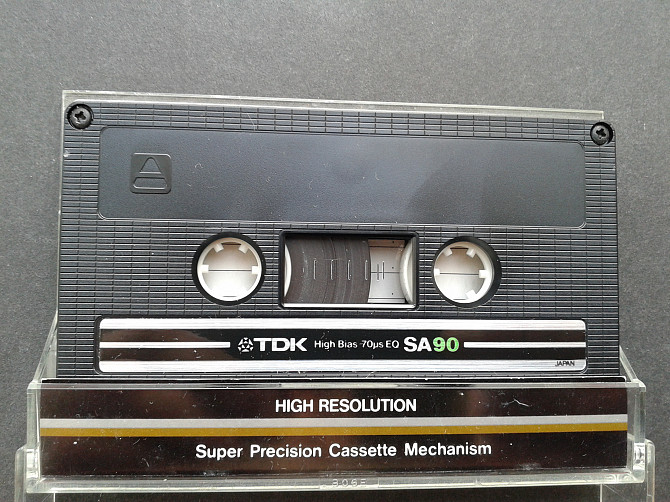 A
TDK High Bias 70µs EQ SA90
JAPAN
HIGH RESOLUTION
Super Precision Cassette Mechanism